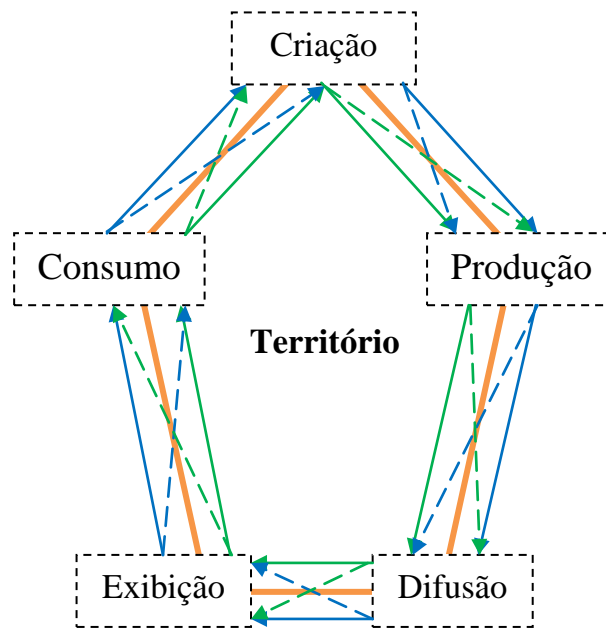 Criação
Consumo
Produção
Território
Exibição
Difusão